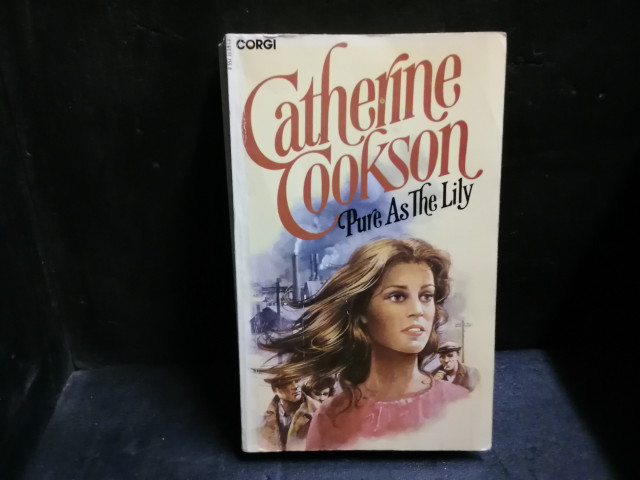 CORGI
Catherine
Cookson
Pure As The Lily